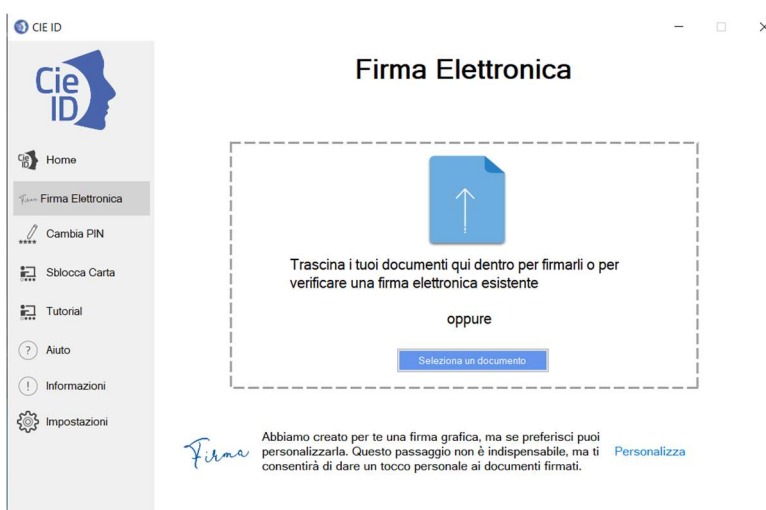 CIE ID
Cie
ID
Firma Elettronica
Cie
ID
Home
Firma
Firma Elettronica
Cambia PIN
Sblocca Carta
Tutorial
Aiuto
Informazioni
Impostazioni
Trascina i tuoi documenti qui dentro per firmarli o per
verificare una firma elettronica esistente
oppure
Seleziona un documento
Firma
Abbiamo creato per te una firma grafica, ma se preferisci puoi
personalizzarla. Questo passaggio non è indispensabile, ma ti
consentirà di dare un tocco personale ai documenti firmati.
Personalizza